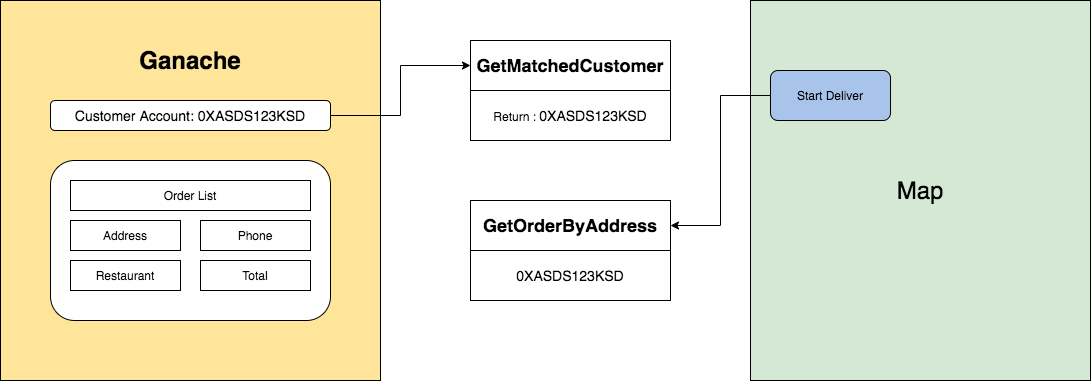 Ganache
Customer Account: 0XASDS123KSD
Order List
Address
Phone
Restaurant
Total
GetMatchedCustomer
Return : 0XASDS123KSD
GetOrderByAddress
0XASDS123KSD
Start Deliver
Map